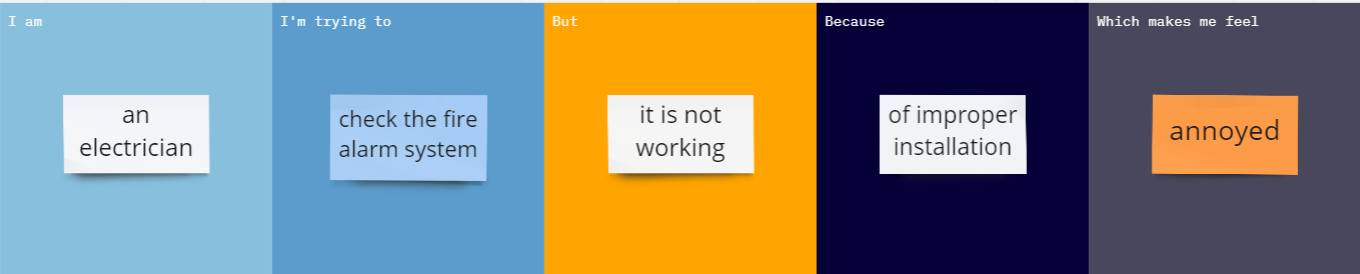 I am
an
electrician
I'm trying to
check the fire
alarm system
But
it is not
working
Because
of improper
installation
Which makes me feel
annoyed